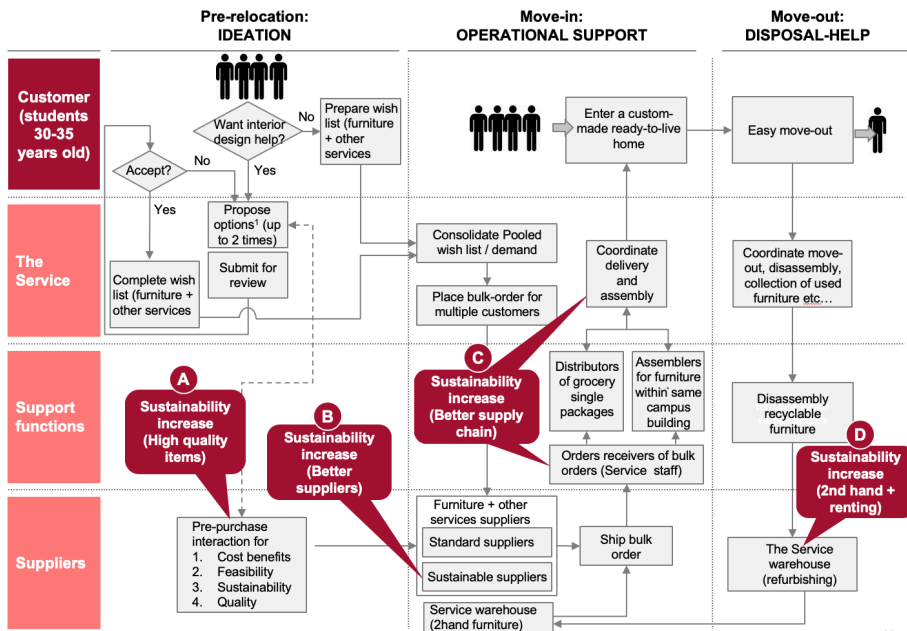 Pre-relocation:
IDEATION
Move-in:
OPERATIONAL SUPPORT
Move-out:
DISPOSAL-HELP
Customer
(students
30-35
years old)
Want interior
design help?
No
Yes
Prepare wish
list (furniture
+ other
services
Accept?
No
Yes
Enter a custom-
made ready-to-live
home
Easy move-out
The
Service
Propose
options¹ (up
to 2 times)
Submit for
review
Complete wish
list (furniture +
other services
Consolidate Pooled
wish list / demand
Place bulk-order for
multiple customers
Coordinate
delivery
and
assembly
Coordinate move-
out, disassembly,
collection of used
furniture etc...
Support
functions
A
Sustainability
increase
(High quality
items)
B
Sustainability
increase
(Better
suppliers)
C
Sustainability
increase
(Better supply
chain)
Distributors
of grocery
single
packages
Assemblers
for furniture
within same
campus
building
Orders receivers of bulk
orders (Service staff)
Disassembly
recyclable
furniture
D
Sustainability
increase
(2nd hand +
renting)
Suppliers
Pre-purchase
interaction for
1. Cost benefits
2. Feasibility
3. Sustainability
4. Quality
Furniture + other
services suppliers
Standard suppliers
Sustainable suppliers
Ship bulk
order
Service warehouse
(2hand furniture)
The Service
warehouse
(refurbishing)